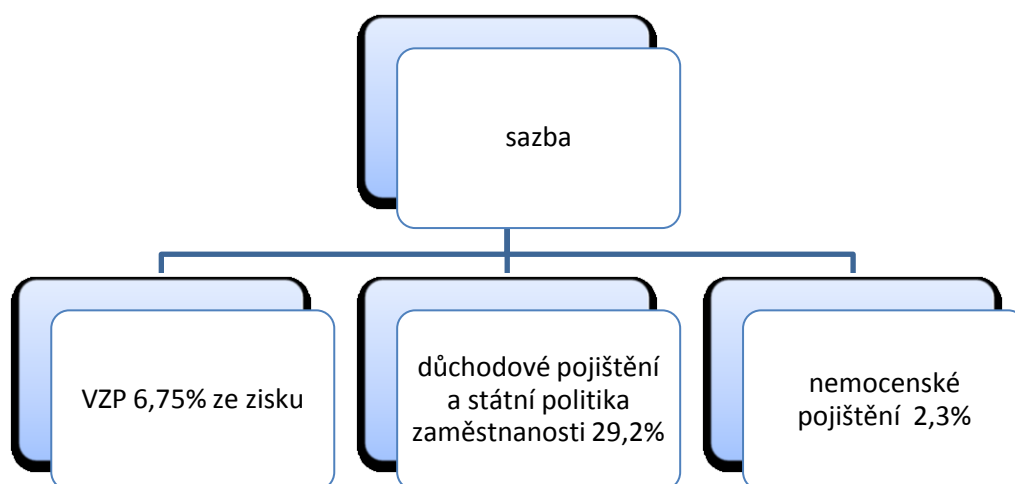 sazba
VZP 6,75% ze zisku
důchodové pojištění
a státní politika
zaměstnanosti 29,2%
nemocenské
pojištění  2,3%